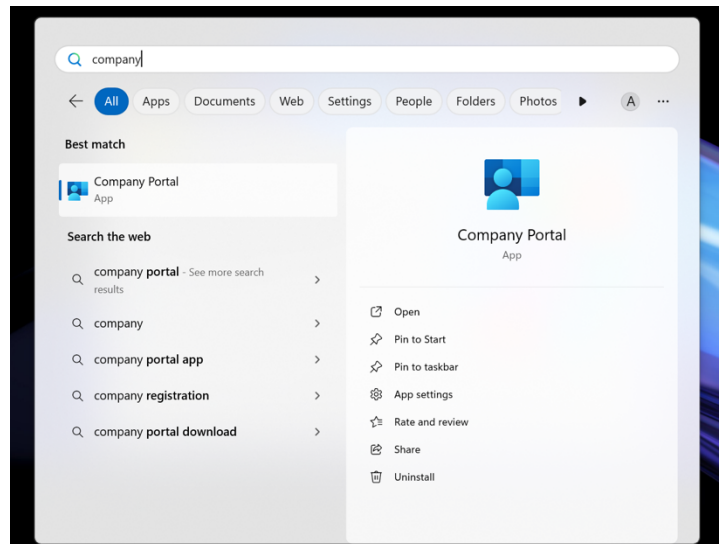 company
All Apps Documents Web Settings People Folders Photos A ...
Best match
Company Portal
App
Search the web
company portal - See more search
results
company
company portal app
company registration
company portal download
Company Portal
App
Open
Pin to Start
Pin to taskbar
App settings
Rate and review
Share
Uninstall